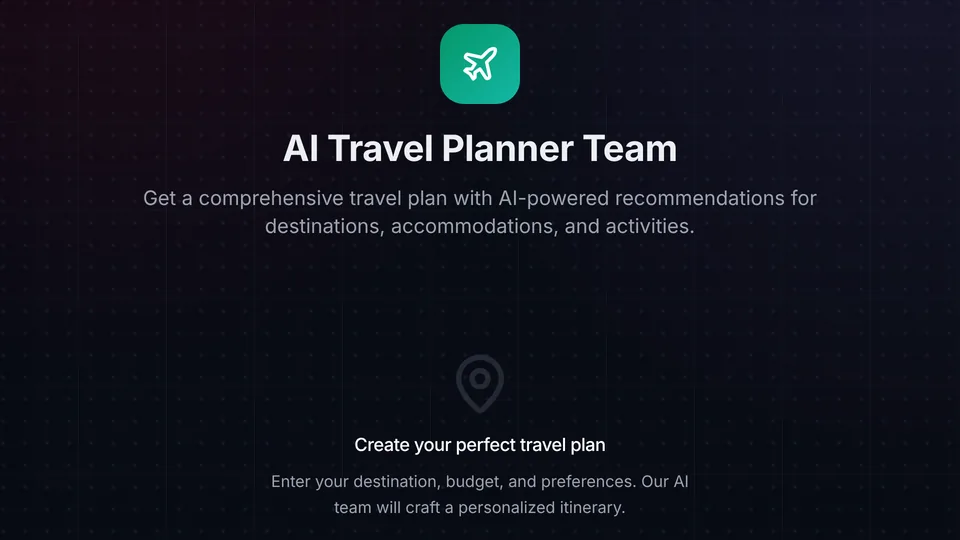 AI Travel Planner Team
Get a comprehensive travel plan with AI-powered recommendations for
destinations, accommodations, and activities.
Create your perfect travel plan
Enter your destination, budget, and preferences. Our AI
team will craft a personalized itinerary.